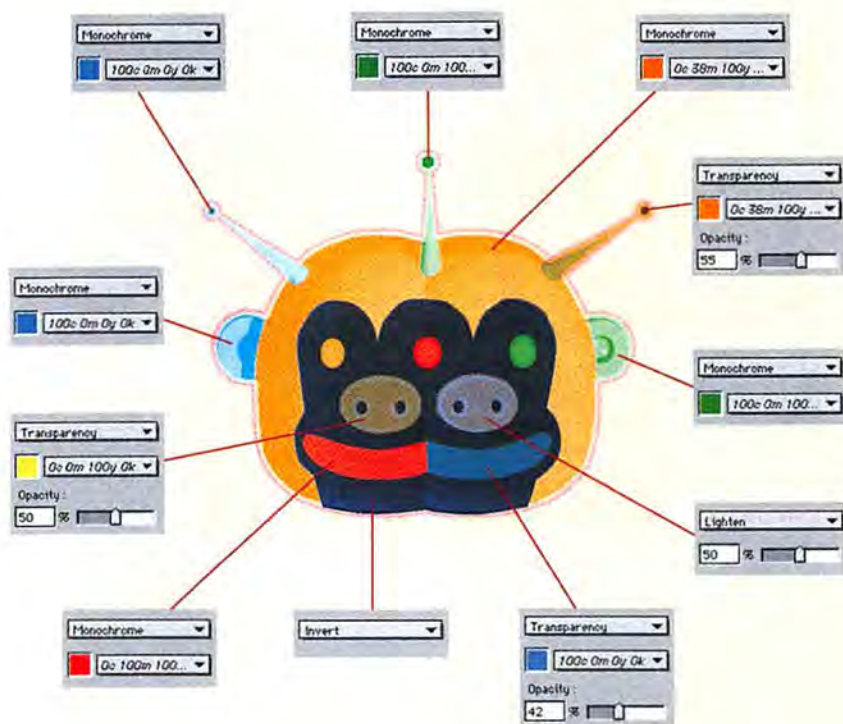 Monochrome
100c 0m 0y 0k
Monochrome
100c 0m 100...
Monochrome
0c 38m 100y ...
Transparency
0c 38m 100y ...
Opacity :
55 %
Monochrome
100c 0m 0y 0k
Monochrome
100c 0m 100...
Transparency
0c 0m 100y 0k
Opacity :
50 %
Lighten
50 %
Monochrome
0c 100m 100...
Invert
Transparency
100c 0m 0y 0k
Opacity :
42 %